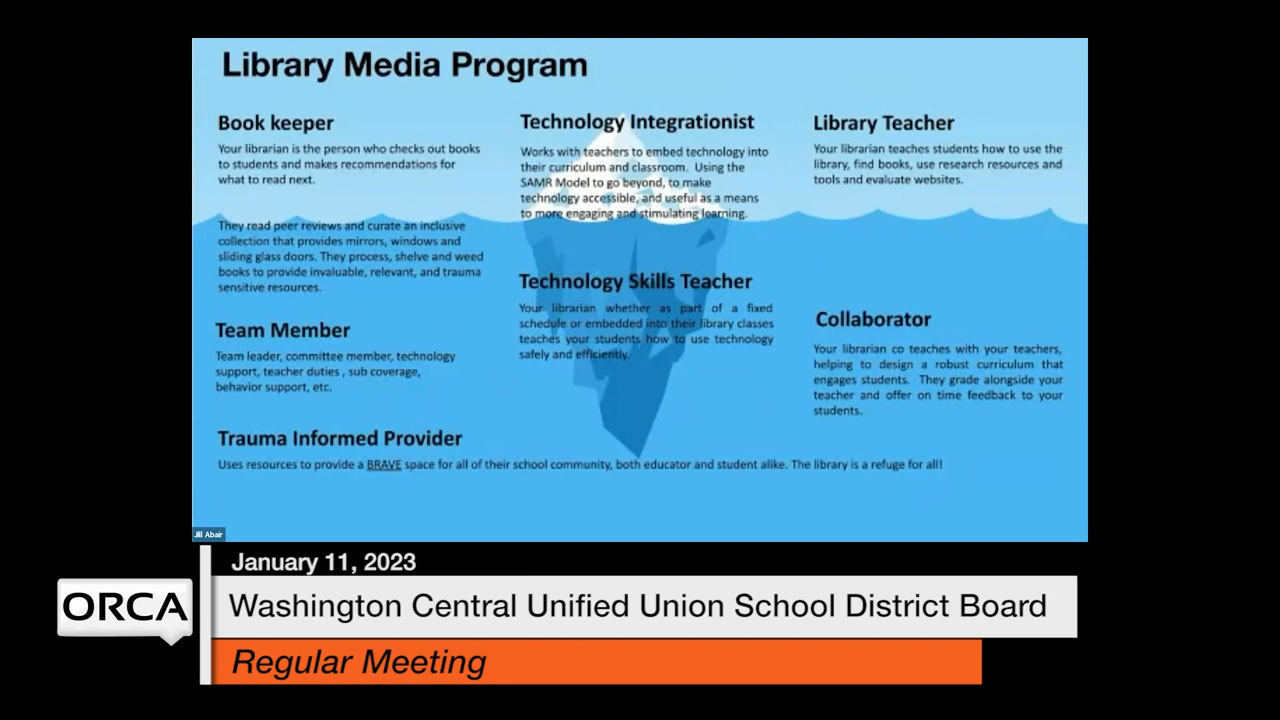 Library Media Program
Book keeper
Your librarian is the person who checks out books
to students and makes recommendations for
what to read next.
They read peer reviews and curate an inclusive
collection that provides mirrors, windows and
sliding glass doors. They process, shelve and weed
books to provide invaluable, relevant, and trauma
sensitive resources.
Team Member
Team leader, committee member, technology
support, teacher duties , sub coverage,
behavior support, etc.
Technology Integrationist
Works with teachers to embed technology into
their curriculum and classroom. Using the
SAMR Model to go beyond, to make
technology accessible, and useful as a means
to more engaging and stimulating learning.
Technology Skills Teacher
Your librarian whether as part of a fixed
schedule or embedded into their library classes
teaches your students how to use technology
safely and efficiently.
Library Teacher
Your librarian teaches students how to use the
library, find books, use research resources and
tools and evaluate websites.
Collaborator
Your librarian co teaches with your teachers,
helping to design a robust curriculum that
engages students. They grade alongside your
teacher and offer on time feedback to your
students.
Trauma Informed Provider
Uses resources to provide a BRAVE space for all of their school community, both educator and student alike. The library is a refuge for all!
Jill Abair
January 11, 2023
ORCA
Washington Central Unified Union School District Board
Regular Meeting